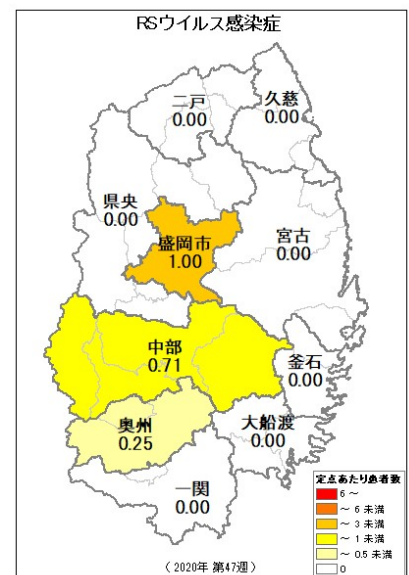 RSウイルス感染症
二戸
0.00
久慈
0.00
県央
0.00
盛岡市
1.00
宮古
0.00
中部
0.71
釜石
0.00
奥州
0.25
大船渡
0.00
一関
0.00
定点あたり患者数
6 ～
～ 6 未満
～ 3 未満
～ 1 未満
～ 0.5 未満
0
（ 2020年 第47週 ）